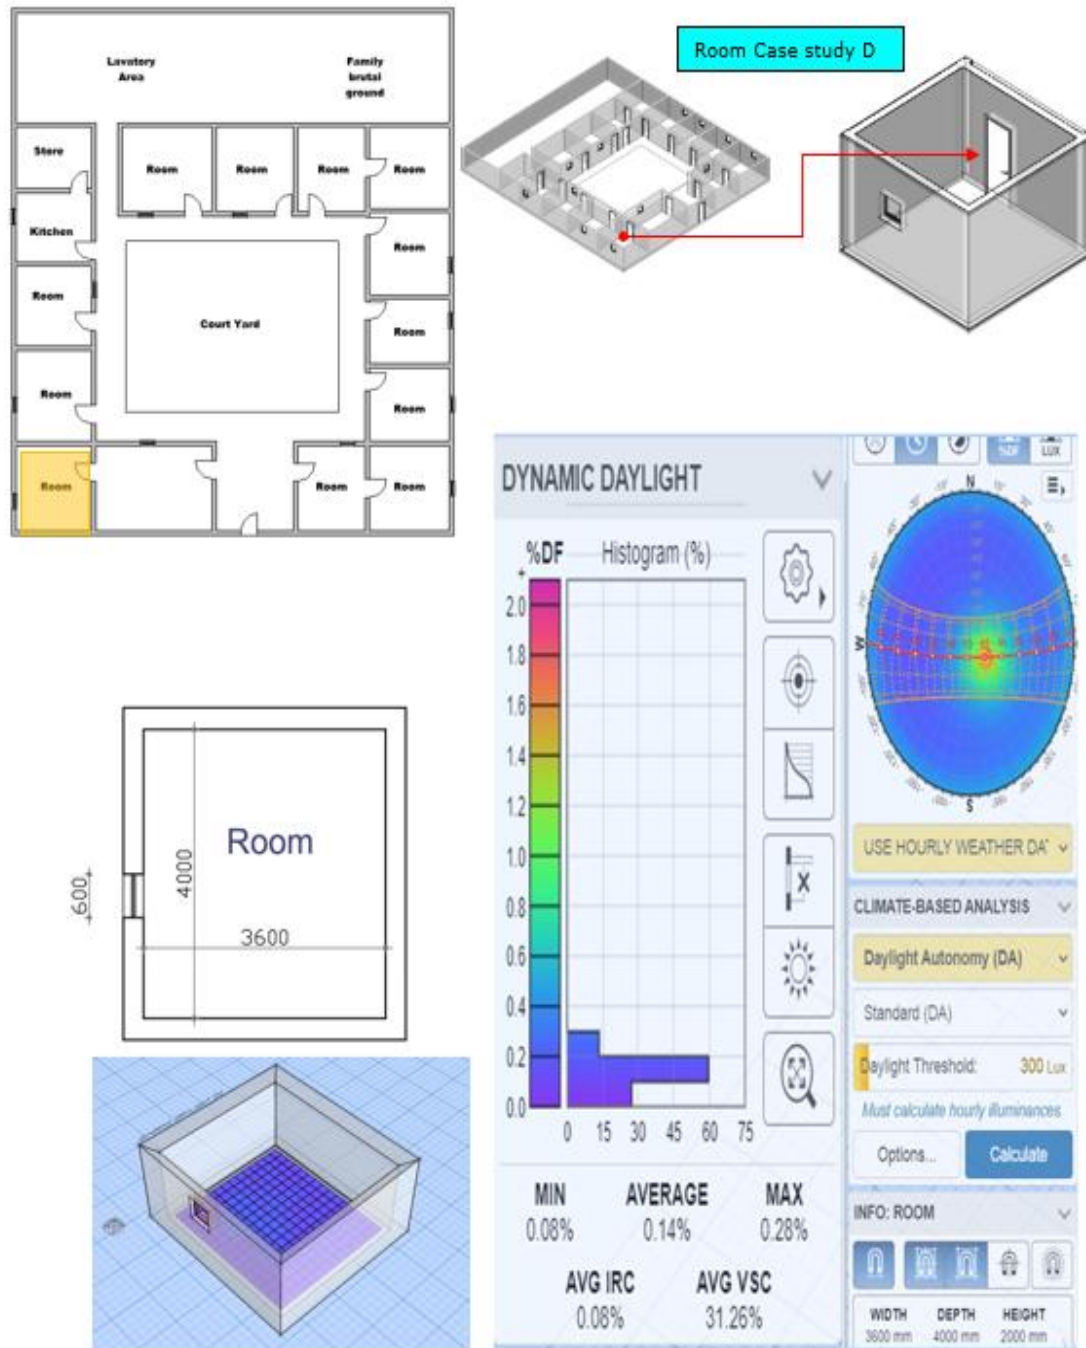 Lavatory
Area
Family
brutal
ground
Store
Room
Room
Room
Room
Kitchen
Room
Room
Court Yard
Room
Room
Room
Room
Room
Room
Room
Room Case study D
Room
4000
3600
600
DYNAMIC DAYLIGHT
%DF
Histogram (%)
+
2.0
1.8
1.6
1.4
1.2
1.0
0.8
0.6
0.4
0.2
0.0
0 15 30 45 60 75
MIN AVERAGE MAX
0.08% 0.14% 0.28%
AVG IRC AVG VSC
0.08% 31.26%
LUX
N
W
S
USE HOURLY WEATHER DAT
CLIMATE-BASED ANALYSIS
Daylight Autonomy (DA)
Standard (DA)
Daylight Threshold: 300 Lux
Must calculate hourly illuminances
Options... Calculate
INFO: ROOM
WIDTH DEPTH HEIGHT
3600 mm 4000 mm 2000 mm